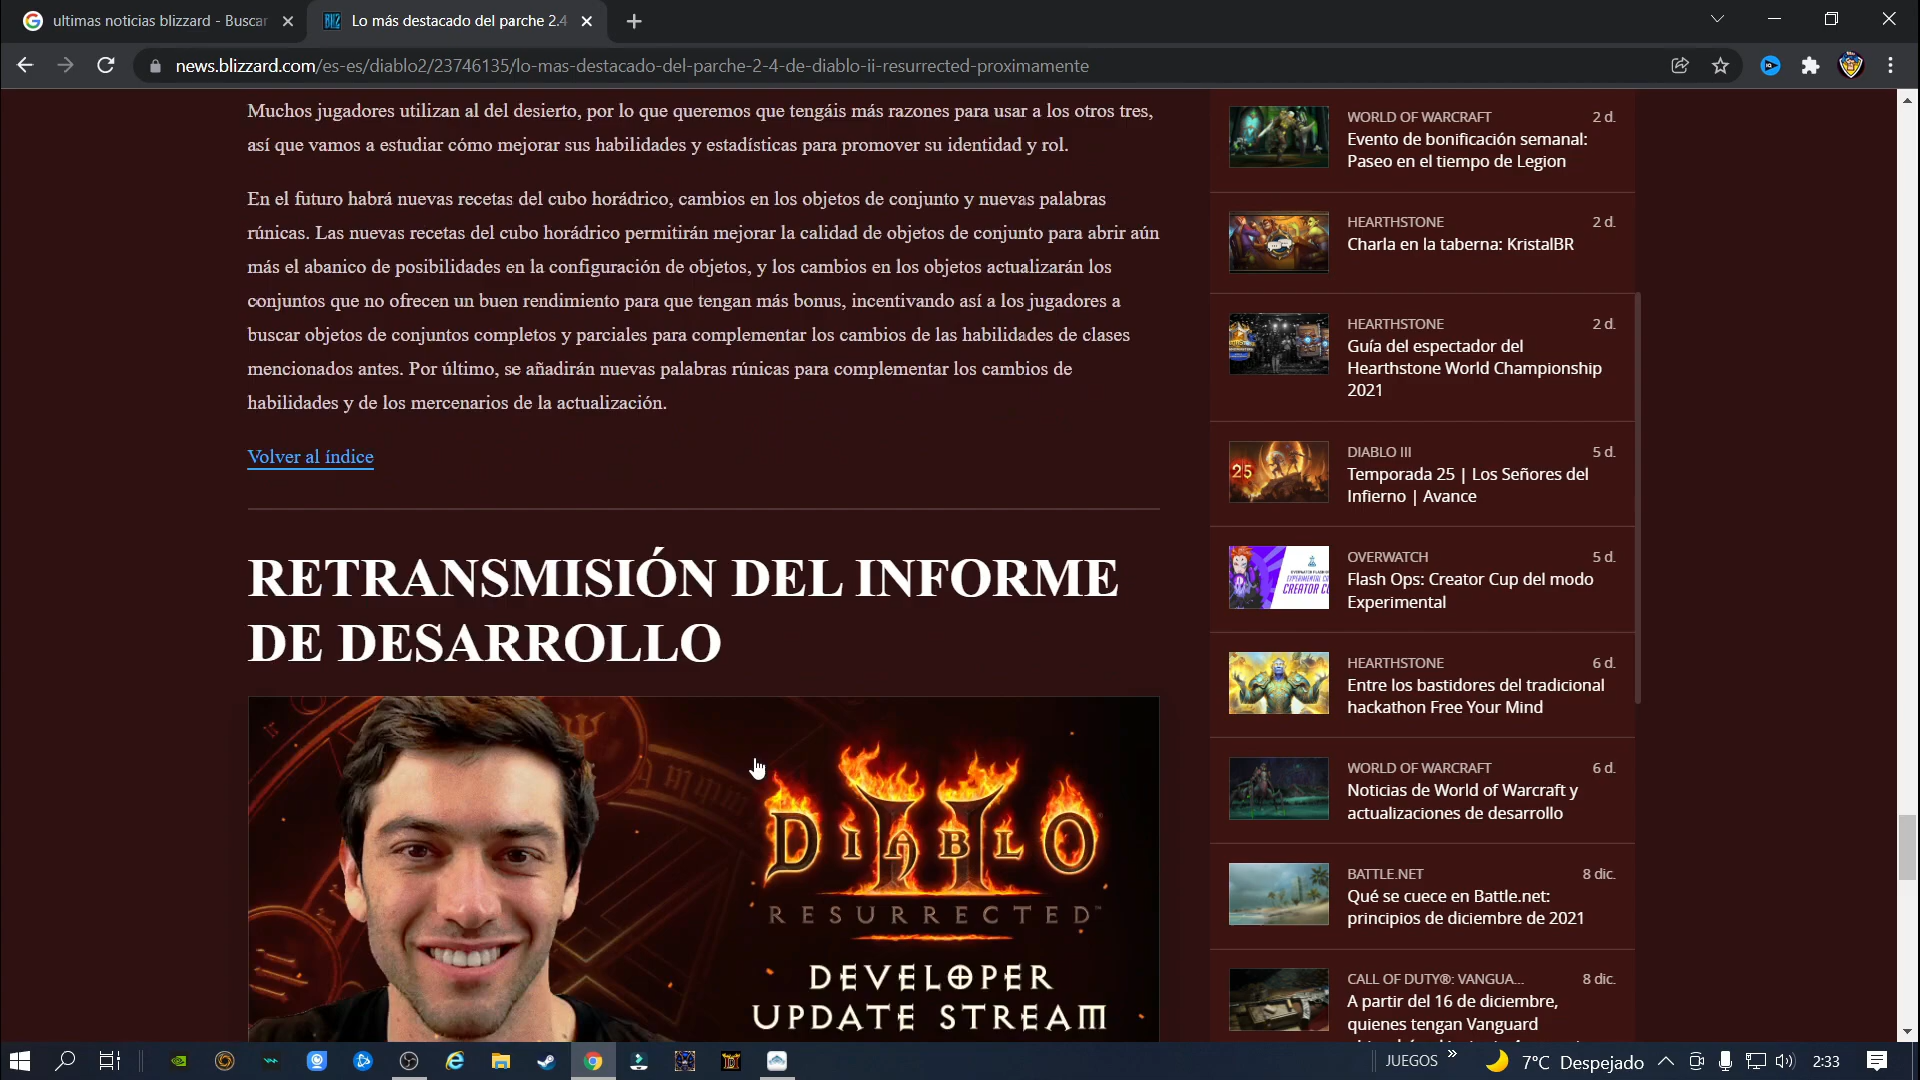 ultimas noticias blizzard - Buscar
Lo más destacado del parche 2.4
news.blizzard.com/es-es/diablo2/23746135/lo-mas-destacado-del-parche-2-4-de-diablo-ii-resurrected-proximamente
Muchos jugadores utilizan al del desierto, por lo que queremos que tengáis más razones para usar a los otros tres,
así que vamos a estudiar cómo mejorar sus habilidades y estadísticas para promover su identidad y rol.
En el futuro habrá nuevas recetas del cubo horádrico, cambios en los objetos de conjunto y nuevas palabras
rúnicas. Las nuevas recetas del cubo horádrico permitirán mejorar la calidad de objetos de conjunto para abrir aún
más el abanico de posibilidades en la configuración de objetos, y los cambios en los objetos actualizarán los
conjuntos que no ofrecen un buen rendimiento para que tengan más bonus, incentivando así a los jugadores a
buscar objetos de conjuntos completos y parciales para complementar los cambios de las habilidades de clases
mencionados antes. Por último, se añadirán nuevas palabras rúnicas para complementar los cambios de
habilidades y de los mercenarios de la actualización.
Volver al índice
RETRANSMISIÓN DEL INFORME
DE DESARROLLO
DIABLO II
RESURRECTED™
DEVELOPER
UPDATE STREAM
WORLD OF WARCRAFT 2 d.
Evento de bonificación semanal:
Paseo en el tiempo de Legion
HEARTHSTONE 2 d.
Charla en la taberna: KristalBR
HEARTHSTONE 2 d.
Guía del espectador del
Hearthstone World Championship
2021
25
DIABLO III 5 d.
Temporada 25 | Los Señores del
Infierno | Avance
CREATOR CU
OVERWATCH 5 d.
Flash Ops: Creator Cup del modo
Experimental
HEARTHSTONE 6 d.
Entre los bastidores del tradicional
hackathon Free Your Mind
WORLD OF WARCRAFT 6 d.
Noticias de World of Warcraft y
actualizaciones de desarrollo
BATTLE.NET 8 dic.
Qué se cuece en Battle.net:
principios de diciembre de 2021
CALL OF DUTY®: VANGUA... 8 dic.
A partir del 16 de diciembre,
quienes tengan Vanguard
JUEGOS
7°C Despejado
2:33